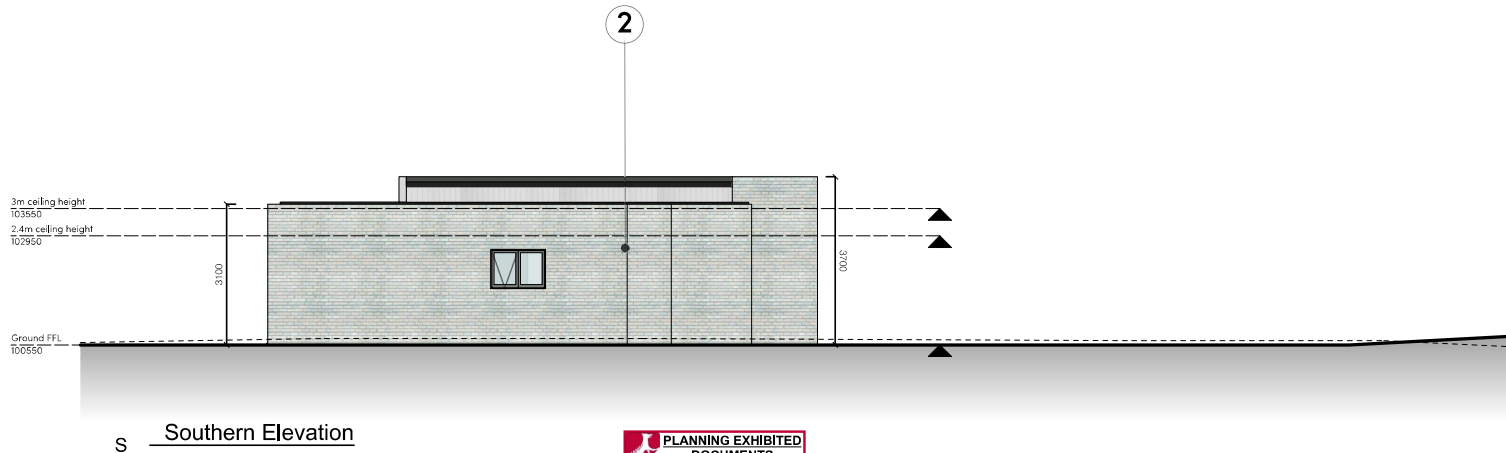 2
3m ceiling height
103550
2.4m ceiling height
102950
3100
3700
Ground FFL
100550
S Southern Elevation
PLANNING EXHIBITED
DOCUMENTS